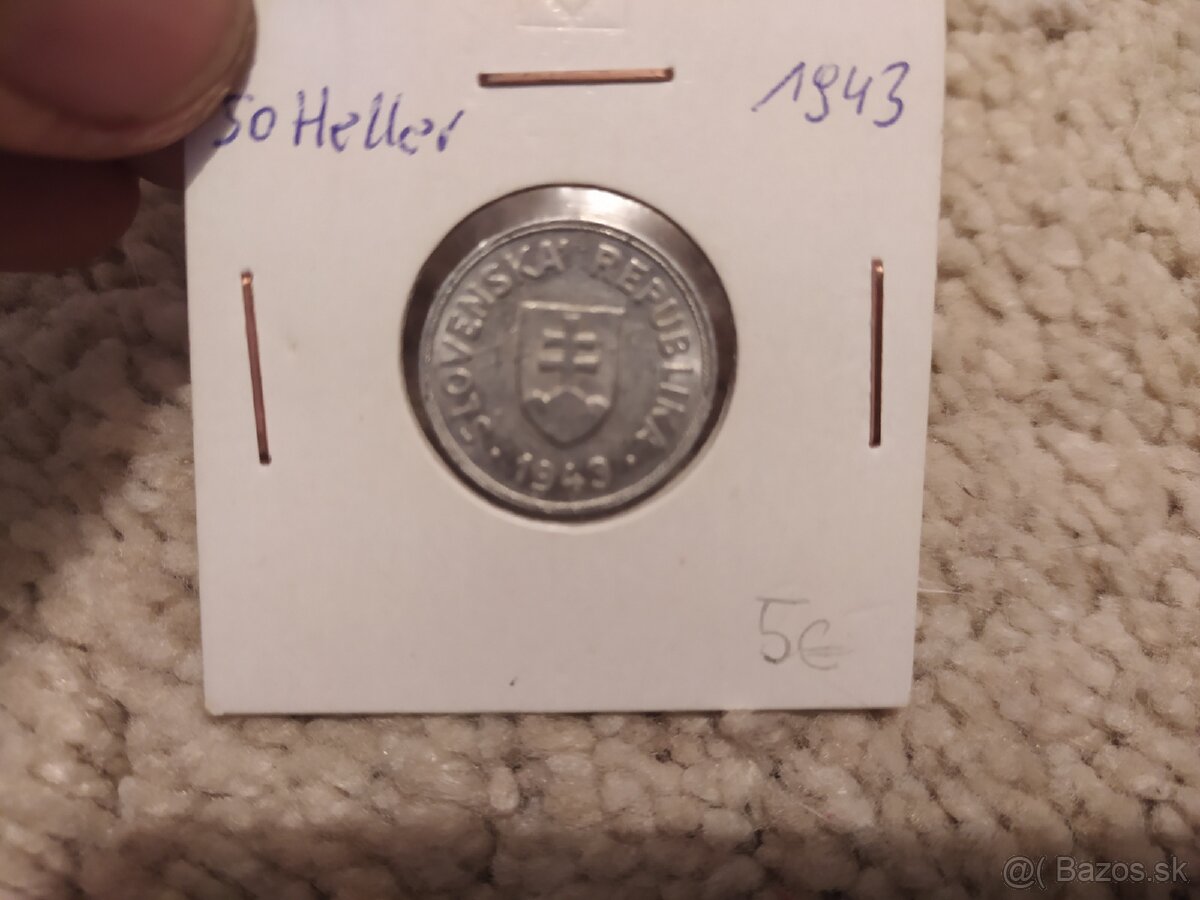 50 Heller
1943
SLOVENSKÁ REPUBLIKA
· 1943 ·
5€
@( Bazos.sk